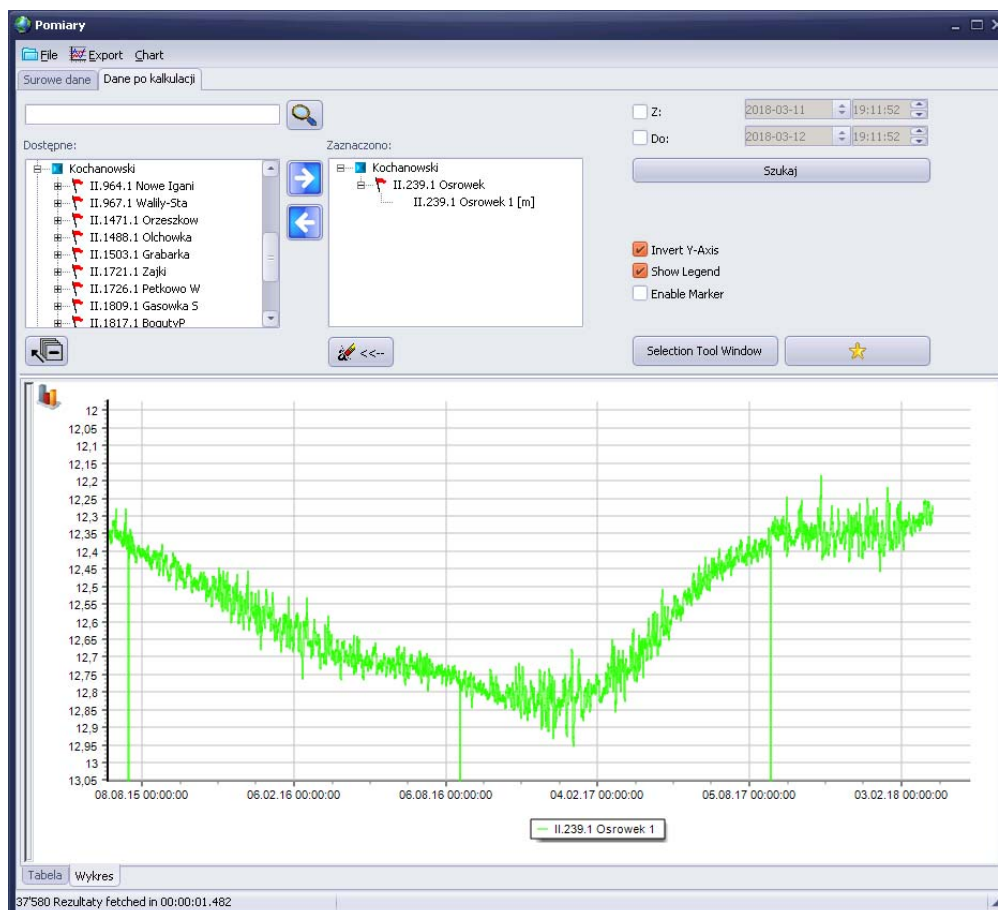 Pomiary
File Export Chart
Surowe dane Dane po kalkulacji
Z: 2018-03-11 19:11:52
Do: 2018-03-12 19:11:52
Dostępne: Zaznaczono:
Szukaj
Kochanowski
II.964.1 Nowe Igani
II.967.1 Walily-Sta
II.1471.1 Orzeszkow
II.1488.1 Olchowka
II.1503.1 Grabarka
II.1721.1 Zajki
II.1726.1 Petkowo W
II.1809.1 Gasowka S
II.1817.1 BogutyP
Kochanowski
II.239.1 Osrowek
II.239.1 Osrowek 1 [m]
Invert Y-Axis
Show Legend
Enable Marker
<<--
Selection Tool Window
12
12,05
12,1
12,15
12,2
12,25
12,3
12,35
12,4
12,45
12,5
12,55
12,6
12,65
12,7
12,75
12,8
12,85
12,9
12,95
13
13,05
08.08.15 00:00:00 06.02.16 00:00:00 06.08.16 00:00:00 04.02.17 00:00:00 05.08.17 00:00:00 03.02.18 00:00:00
II.239.1 Osrowek 1
Tabela Wykres
37'580 Rezultaty fetched in 00:00:01.482